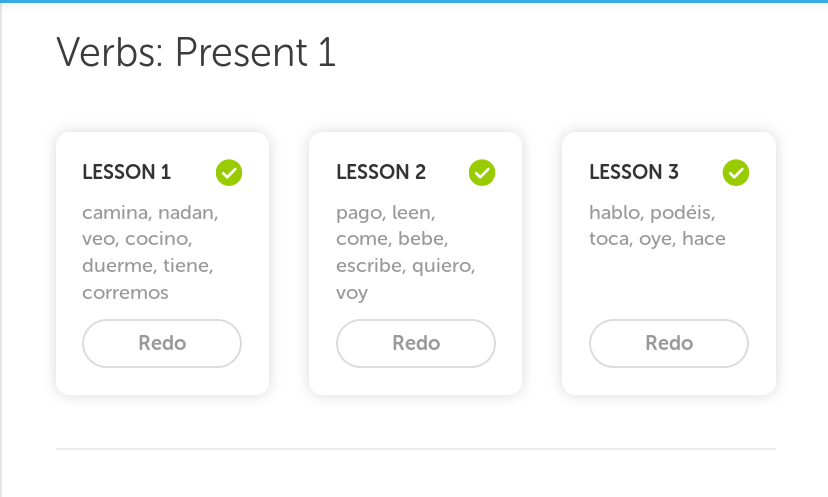 Verbs: Present 1
LESSON 1
camina, nadan,
veo, cocino,
duerme, tiene,
corremos
Redo
LESSON 2
pago, leen,
come, bebe,
escribe, quiero,
voy
Redo
LESSON 3
hablo, podéis,
toca, oye, hace
Redo